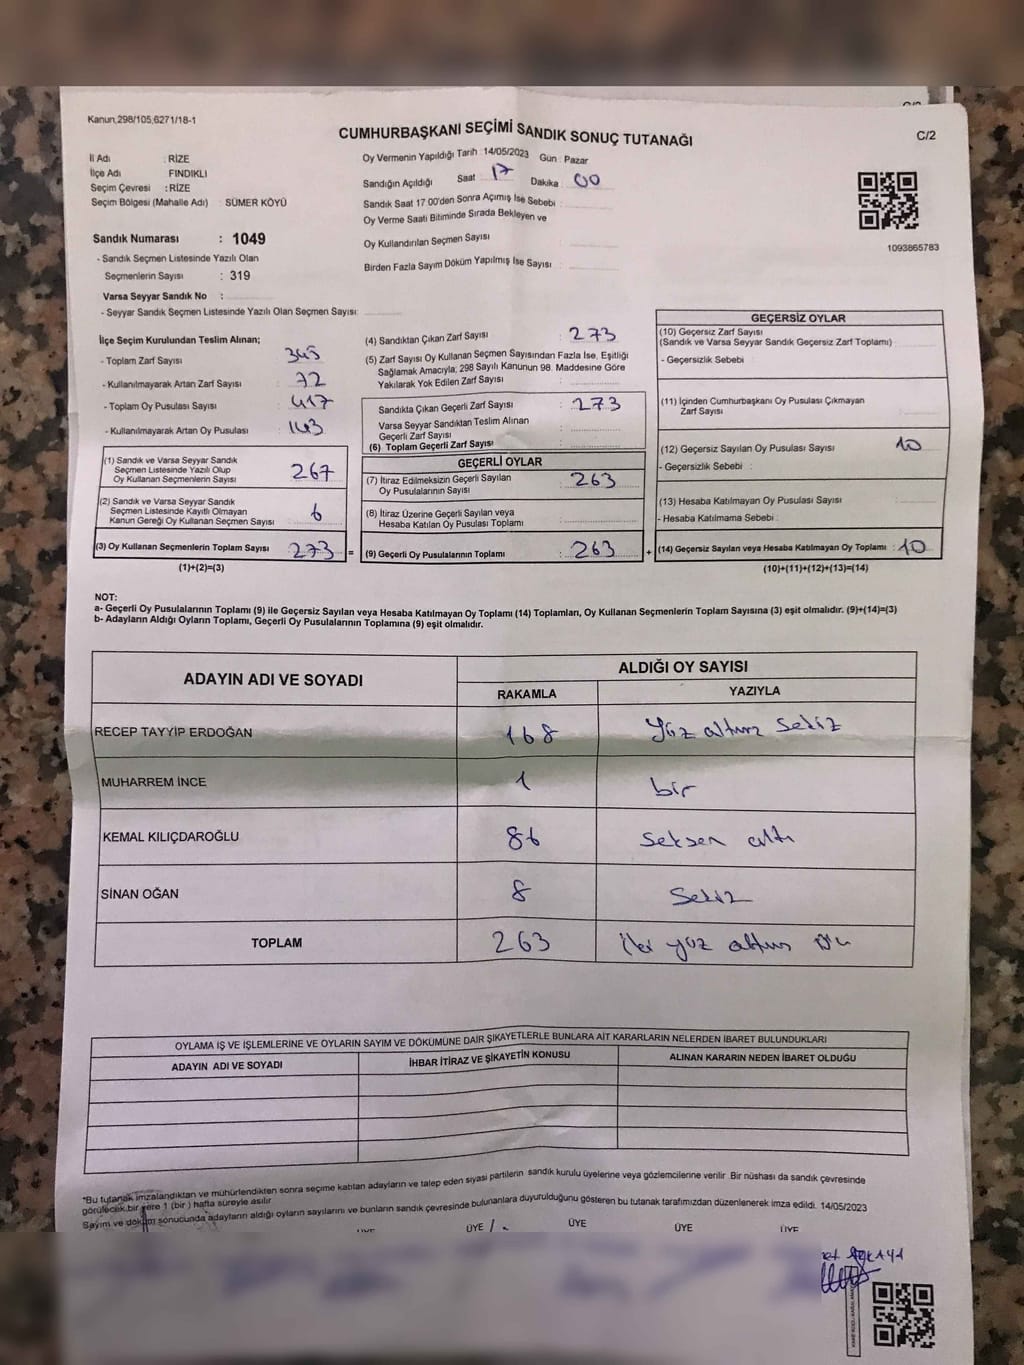 Kanun,298/105,6271/18-1
CUMHURBAŞKANI SEÇİMİ SANDIK SONUÇ TUTANAĞI
C/2
İl Adı : RİZE
İlçe Adı FINDIKLI
Seçim Çevresi : RİZE
Seçim Bölgesi (Mahalle Adı) : SÜMER KÖYÜ
Oy Vermenin Yapıldığı Tarih :14/05/2023 Gün : Pazar
Sandığın Açıldığı Saat 17 Dakika 00
Sandık Saat 17.00'den Sonra Açımış İse Sebebi :
Oy Verme Saati Bitiminde Sırada Bekleyen ve
Oy Kullandırılan Seçmen Sayısı
Birden Fazla Sayım Döküm Yapılmış İse Sayısı :
1093865783
Sandık Numarası : 1049
- Sandık Seçmen Listesinde Yazılı Olan
Seçmenlerin Sayısı : 319
Varsa Seyyar Sandık No :
- Seyyar Sandık Seçmen Listesinde Yazılı Olan Seçmen Sayısı:
İlçe Seçim Kurulundan Teslim Alınan;
- Toplam Zarf Sayısı : 345
- Kullanılmayarak Artan Zarf Sayısı : 72
- Toplam Oy Pusulası Sayısı : 417
- Kullanılmayarak Artan Oy Pusulası : 143
(1) Sandık ve Varsa Seyyar Sandık
Seçmen Listesinde Yazılı Olup
Oy Kullanan Seçmenlerin Sayısı 267
(2) Sandık ve Varsa Seyyar Sandık
Seçmen Listesinde Kayıtlı Olmayan
Kanun Gereği Oy Kullanan Seçmen Sayısı 6
(3) Oy Kullanan Seçmenlerin Toplam Sayısı : 273 =
(1)+(2)=(3)
(4) Sandıktan Çıkan Zarf Sayısı : 273
(5) Zarf Sayısı Oy Kullanan Seçmen Sayısından Fazla İse, Eşitliği
Sağlamak Amacıyla; 298 Sayılı Kanunun 98. Maddesine Göre
Yakılarak Yok Edilen Zarf Sayısı :
Sandıkta Çıkan Geçerli Zarf Sayısı : 273
Varsa Seyyar Sandıktan Teslim Alınan
Geçerli Zarf Sayısı :
(6) Toplam Geçerli Zarf Sayısı :
GEÇERLİ OYLAR
(7) İtiraz Edilmeksizin Geçerli Sayılan
Oy Pusulalarının Sayısı : 263
(8) İtiraz Üzerine Geçerli Sayılan veya
Hesaba Katılan Oy Pusulası Toplamı :
(9) Geçerli Oy Pusulalarının Toplamı : 263 +
GEÇERSİZ OYLAR
(10) Geçersiz Zarf Sayısı
(Sandık ve Varsa Seyyar Sandık Geçersiz Zarf Toplamı) :
- Geçersizlik Sebebi :
(11) İçinden Cumhurbaşkanı Oy Pusulası Çıkmayan
Zarf Sayısı :
(12) Geçersiz Sayılan Oy Pusulası Sayısı : 10
- Geçersizlik Sebebi :
(13) Hesaba Katılmayan Oy Pusulası Sayısı :
- Hesaba Katılmama Sebebi :
(14) Geçersiz Sayılan veya Hesaba Katılmayan Oy Toplamı : 10
(10)+(11)+(12)+(13)=(14)
NOT:
a- Geçerli Oy Pusulalarının Toplamı (9) ile Geçersiz Sayılan veya Hesaba Katılmayan Oy Toplamı (14) Toplamları, Oy Kullanan Seçmenlerin Toplam Sayısına (3) eşit olmalıdır. (9)+(14)=(3)
b- Adayların Aldığı Oyların Toplamı, Geçerli Oy Pusulalarının Toplamına (9) eşit olmalıdır.
ADAYIN ADI VE SOYADI
ALDIĞI OY SAYISI
RAKAMLA YAZIYLA
RECEP TAYYİP ERDOĞAN 168 yüz altmış sekiz
MUHARREM İNCE 1 bir
KEMAL KILIÇDAROĞLU 86 seksen altı
SİNAN OĞAN 8 Sekiz
TOPLAM 263 iki yüz altmış üç
OYLAMA İŞ VE İŞLEMLERİNE VE OYLARIN SAYIM VE DÖKÜMÜNE DAİR ŞİKAYETLERLE BUNLARA AİT KARARLARIN NELERDEN İBARET BULUNDUKLARI
ADAYIN ADI VE SOYADI İHBAR İTİRAZ VE ŞİKAYETİN KONUSU ALINAN KARARIN NEDEN İBARET OLDUĞU
*Bu tutanak imzalandıktan ve mühürlendikten sonra seçime katılan adayların ve talep eden siyasi partilerin sandık kurulu üyelerine veya gözlemcilerine verilir. Bir nüshası da sandık çevresinde
görülecek bir yere 1 (bir) hafta süreyle asılır
Sayım ve döküm sonucunda adayların aldığı oyların sayılarını ve bunların sandık çevresinde bulunanlara duyurulduğunu gösteren bu tutanak tarafımızdan düzenlenerek imza edildi. 14/05/2023
ÜYE ÜYE ÜYE ÜYE ÜYE